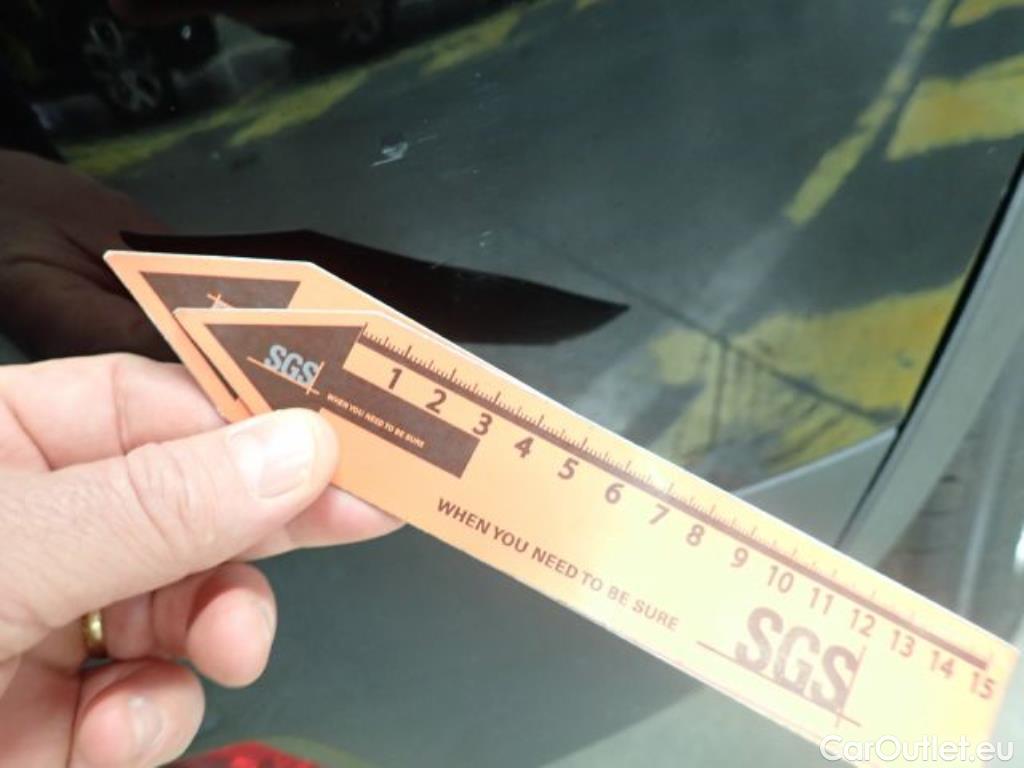 SGS
WHEN YOU NEED TO BE SURE
1 2 3 4 5 6 7 8 9 10 11 12 13 14 15
WHEN YOU NEED TO BE SURE
SGS
CarOutlet.eu